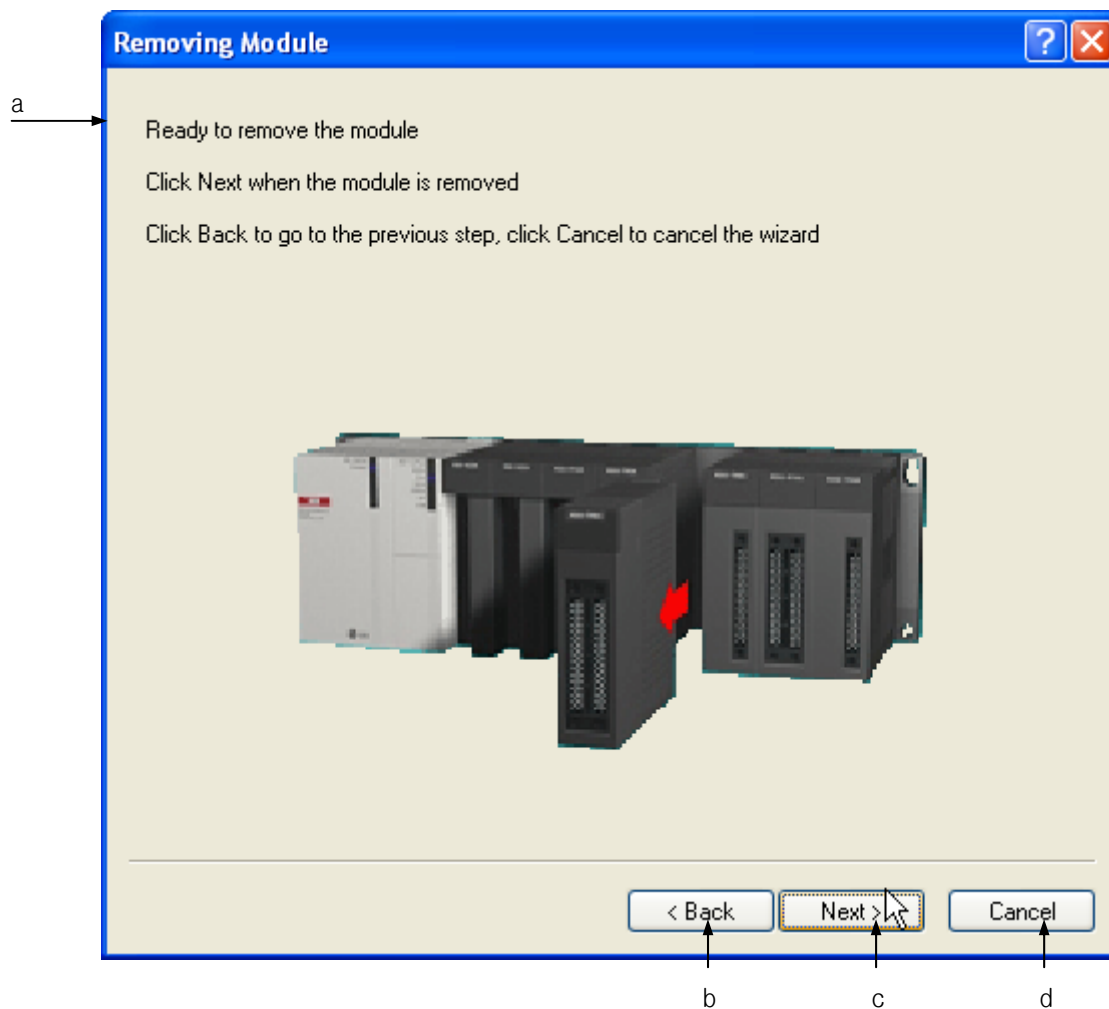 Removing Module
a
Ready to remove the module
Click Next when the module is removed
Click Back to go to the previous step, click Cancel to cancel the wizard
< Back Next > Cancel
b c d